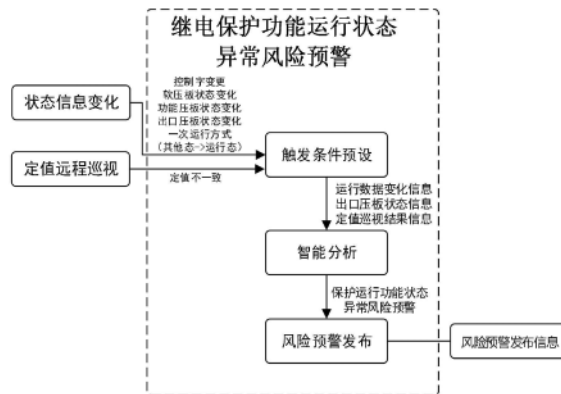 继电保护功能运行状态
异常风险预警
控制字变更
软压板状态变化
功能压板状态变化
出口压板状态变化
一次运行方式
（其他态->运行态）
状态信息变化
定值远程巡视
定值不一致
触发条件预设
运行数据变化信息
出口压板状态信息
定值巡视结果信息
智能分析
保护运行功能状态
异常风险预警
风险预警发布
风险预警发布信息